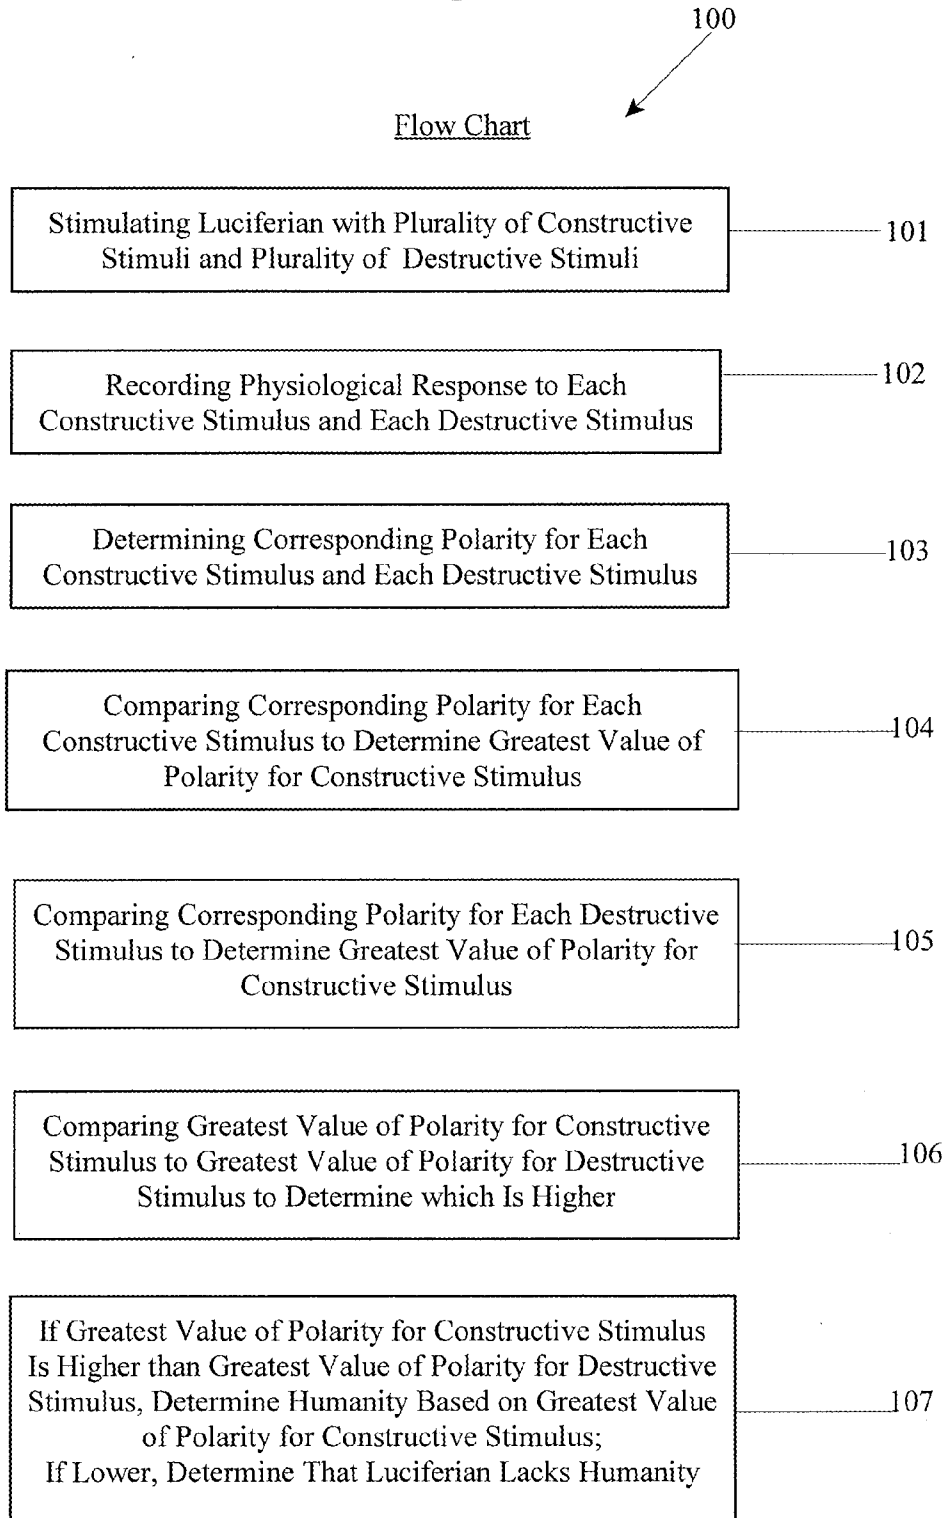 100
Flow Chart
Stimulating Luciferian with Plurality of Constructive
Stimuli and Plurality of Destructive Stimuli
101
Recording Physiological Response to Each
Constructive Stimulus and Each Destructive Stimulus
102
Determining Corresponding Polarity for Each
Constructive Stimulus and Each Destructive Stimulus
103
Comparing Corresponding Polarity for Each
Constructive Stimulus to Determine Greatest Value of
Polarity for Constructive Stimulus
104
Comparing Corresponding Polarity for Each Destructive
Stimulus to Determine Greatest Value of Polarity for
Constructive Stimulus
105
Comparing Greatest Value of Polarity for Constructive
Stimulus to Greatest Value of Polarity for Destructive
Stimulus to Determine which Is Higher
106
If Greatest Value of Polarity for Constructive Stimulus
Is Higher than Greatest Value of Polarity for Destructive
Stimulus, Determine Humanity Based on Greatest Value
of Polarity for Constructive Stimulus;
If Lower, Determine That Luciferian Lacks Humanity
107